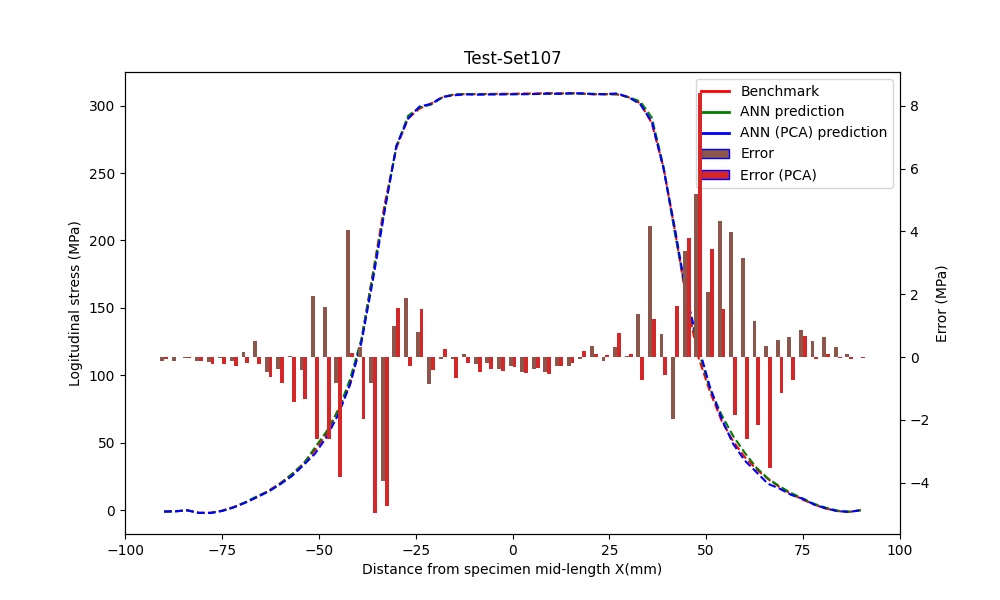 Test-Set107
Benchmark
ANN prediction
ANN (PCA) prediction
Error
Error (PCA)
300
250
200
150
100
50
0
Logitudinal stress (MPa)
8
6
4
2
0
−2
−4
Error (MPa)
−100
−75
−50
−25
0
25
50
75
100
Distance from specimen mid-length X(mm)